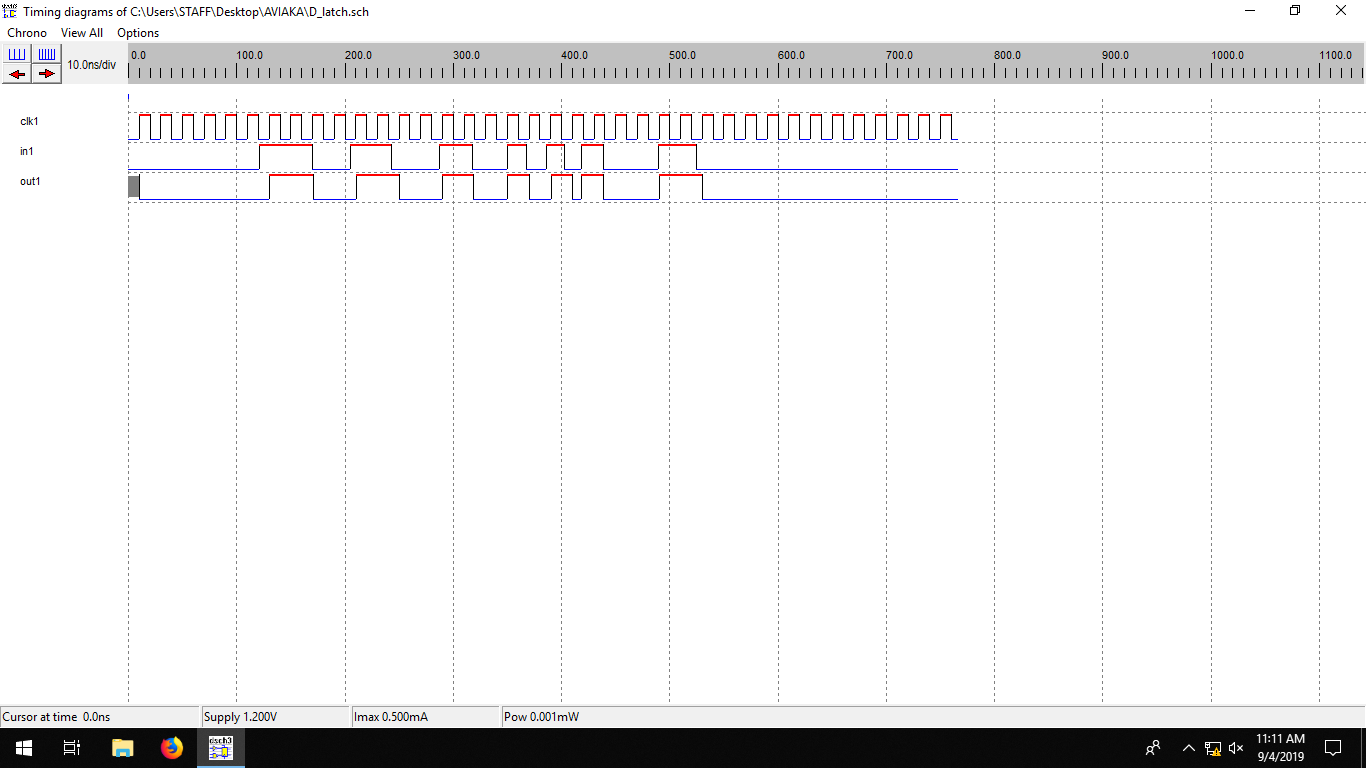 Timing diagrams of C:\Users\STAFF\Desktop\AVIAKA\D_latch.sch
Chrono View All Options
10.0ns/div 0.0 100.0 200.0 300.0 400.0 500.0 600.0 700.0 800.0 900.0 1000.0 1100.0
clk1
in1
out1
Cursor at time 0.0ns Supply 1.200V Imax 0.500mA Pow 0.001mW
dsch3
11:11 AM
9/4/2019